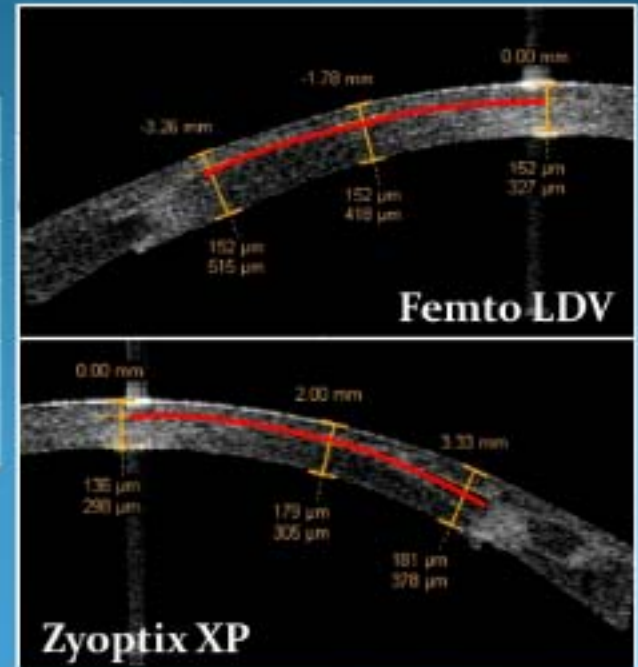 0.00 mm
-1.78 mm
-3.26 mm
152 µm
327 µm
152 µm
418 µm
152 µm
515 µm
Femto LDV
0.00 mm
2.00 mm
3.33 mm
136 µm
298 µm
179 µm
305 µm
181 µm
378 µm
Zyoptix XP